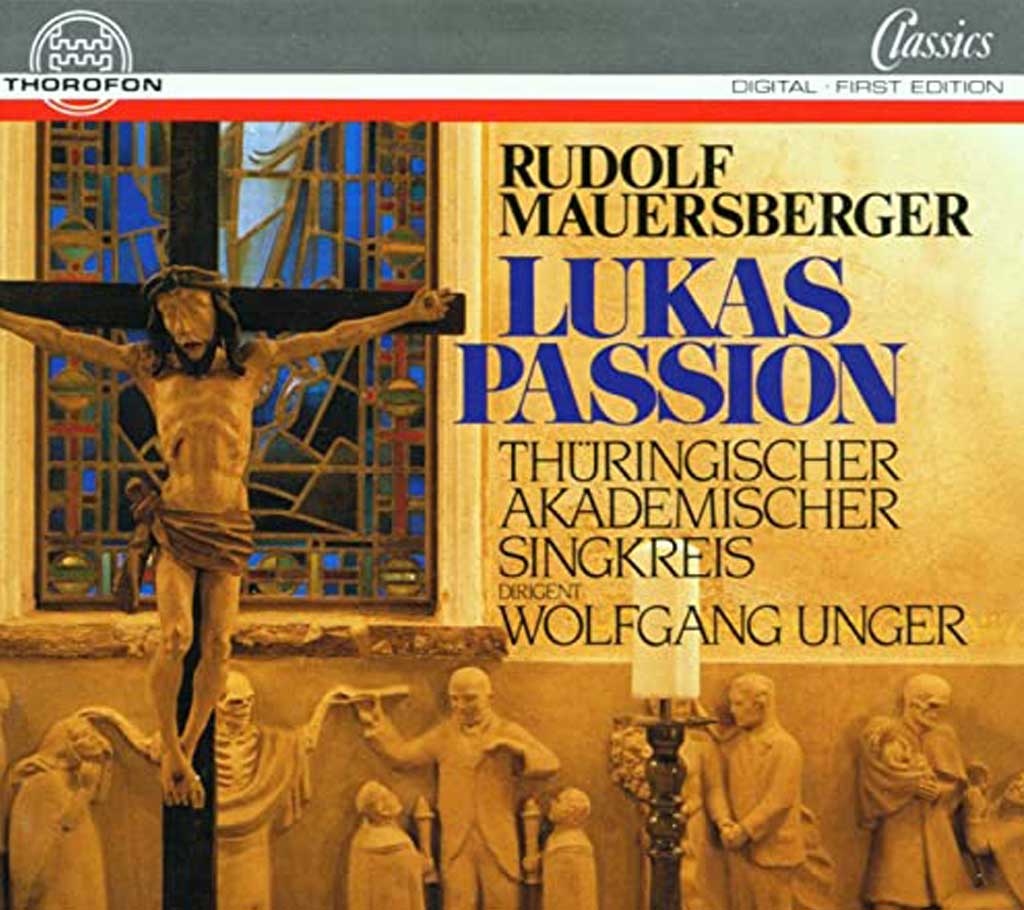 THOROFON
Classics
DIGITAL · FIRST EDITION
RUDOLF
MAUERSBERGER
LUKAS
PASSION
THÜRINGISCHER
AKADEMISCHER
SINGKREIS
DIRIGENT
WOLFGANG UNGER